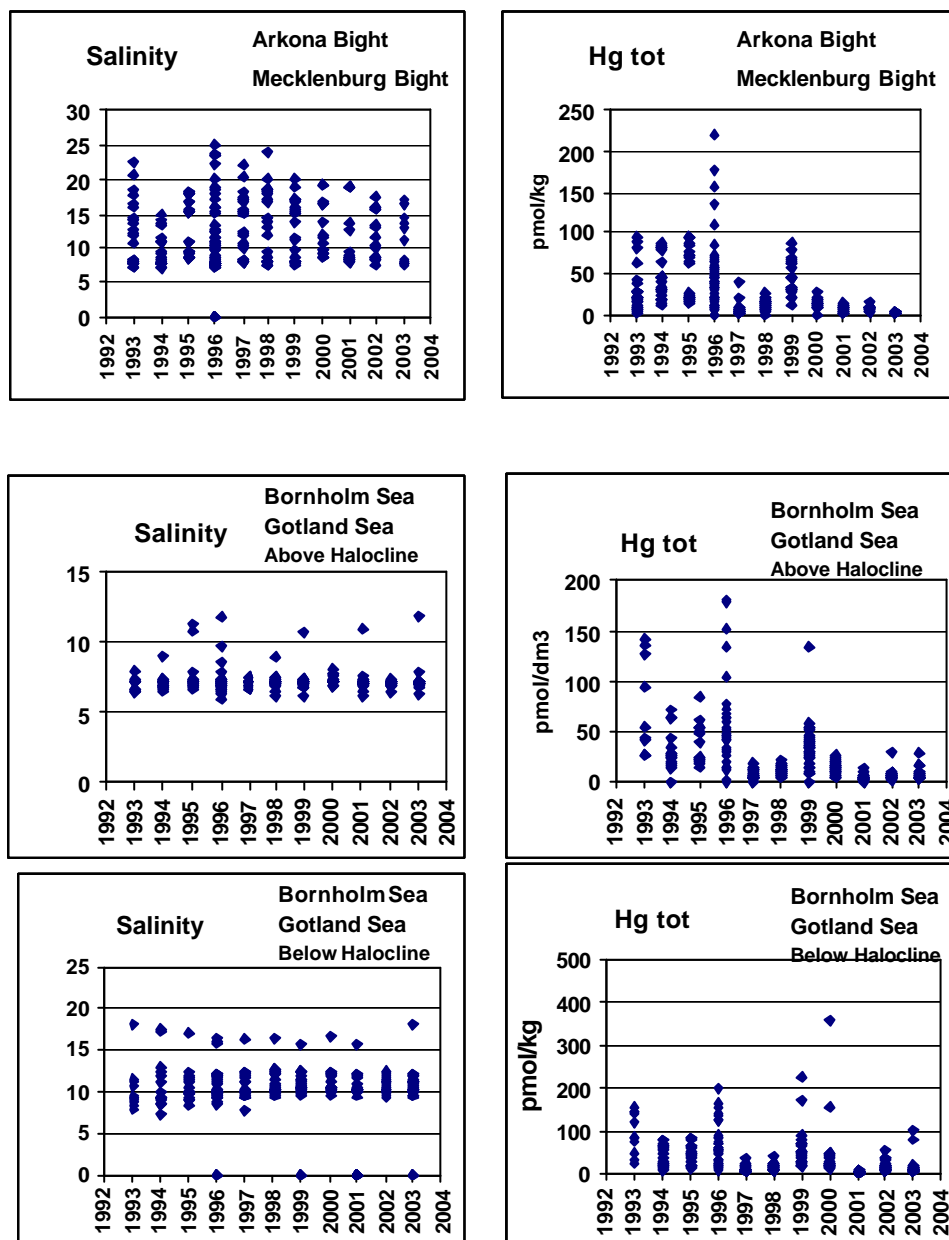 Salinity
Arkona Bight
Mecklenburg Bight
30
25
20
15
10
5
0
1992 1993 1994 1995 1996 1997 1998 1999 2000 2001 2002 2003 2004
Hg tot
Arkona Bight
Mecklenburg Bight
pmol/kg
250
200
150
100
50
0
1992 1993 1994 1995 1996 1997 1998 1999 2000 2001 2002 2003 2004
Salinity
Bornholm Sea
Gotland Sea
Above Halocline
15
10
5
0
1992 1993 1994 1995 1996 1997 1998 1999 2000 2001 2002 2003 2004
Hg tot
Bornholm Sea
Gotland Sea
Above Halocline
pmol/dm3
200
150
100
50
0
1992 1993 1994 1995 1996 1997 1998 1999 2000 2001 2002 2003 2004
Salinity
Bornholm Sea
Gotland Sea
Below Halocline
25
20
15
10
5
0
1992 1993 1994 1995 1996 1997 1998 1999 2000 2001 2002 2003 2004
Hg tot
Bornholm Sea
Gotland Sea
Below Halocline
pmol/kg
500
400
300
200
100
0
1992 1993 1994 1995 1996 1997 1998 1999 2000 2001 2002 2003 2004